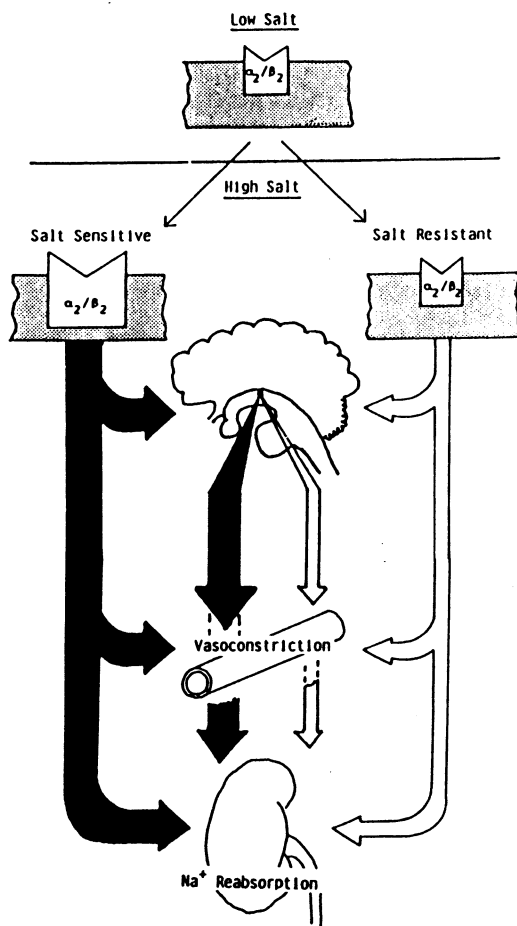 Low Salt
α₂/β₂
High Salt
Salt Sensitive
Salt Resistant
α₂/β₂
α₂/β₂
Vasoconstriction
Na⁺ Reabsorption